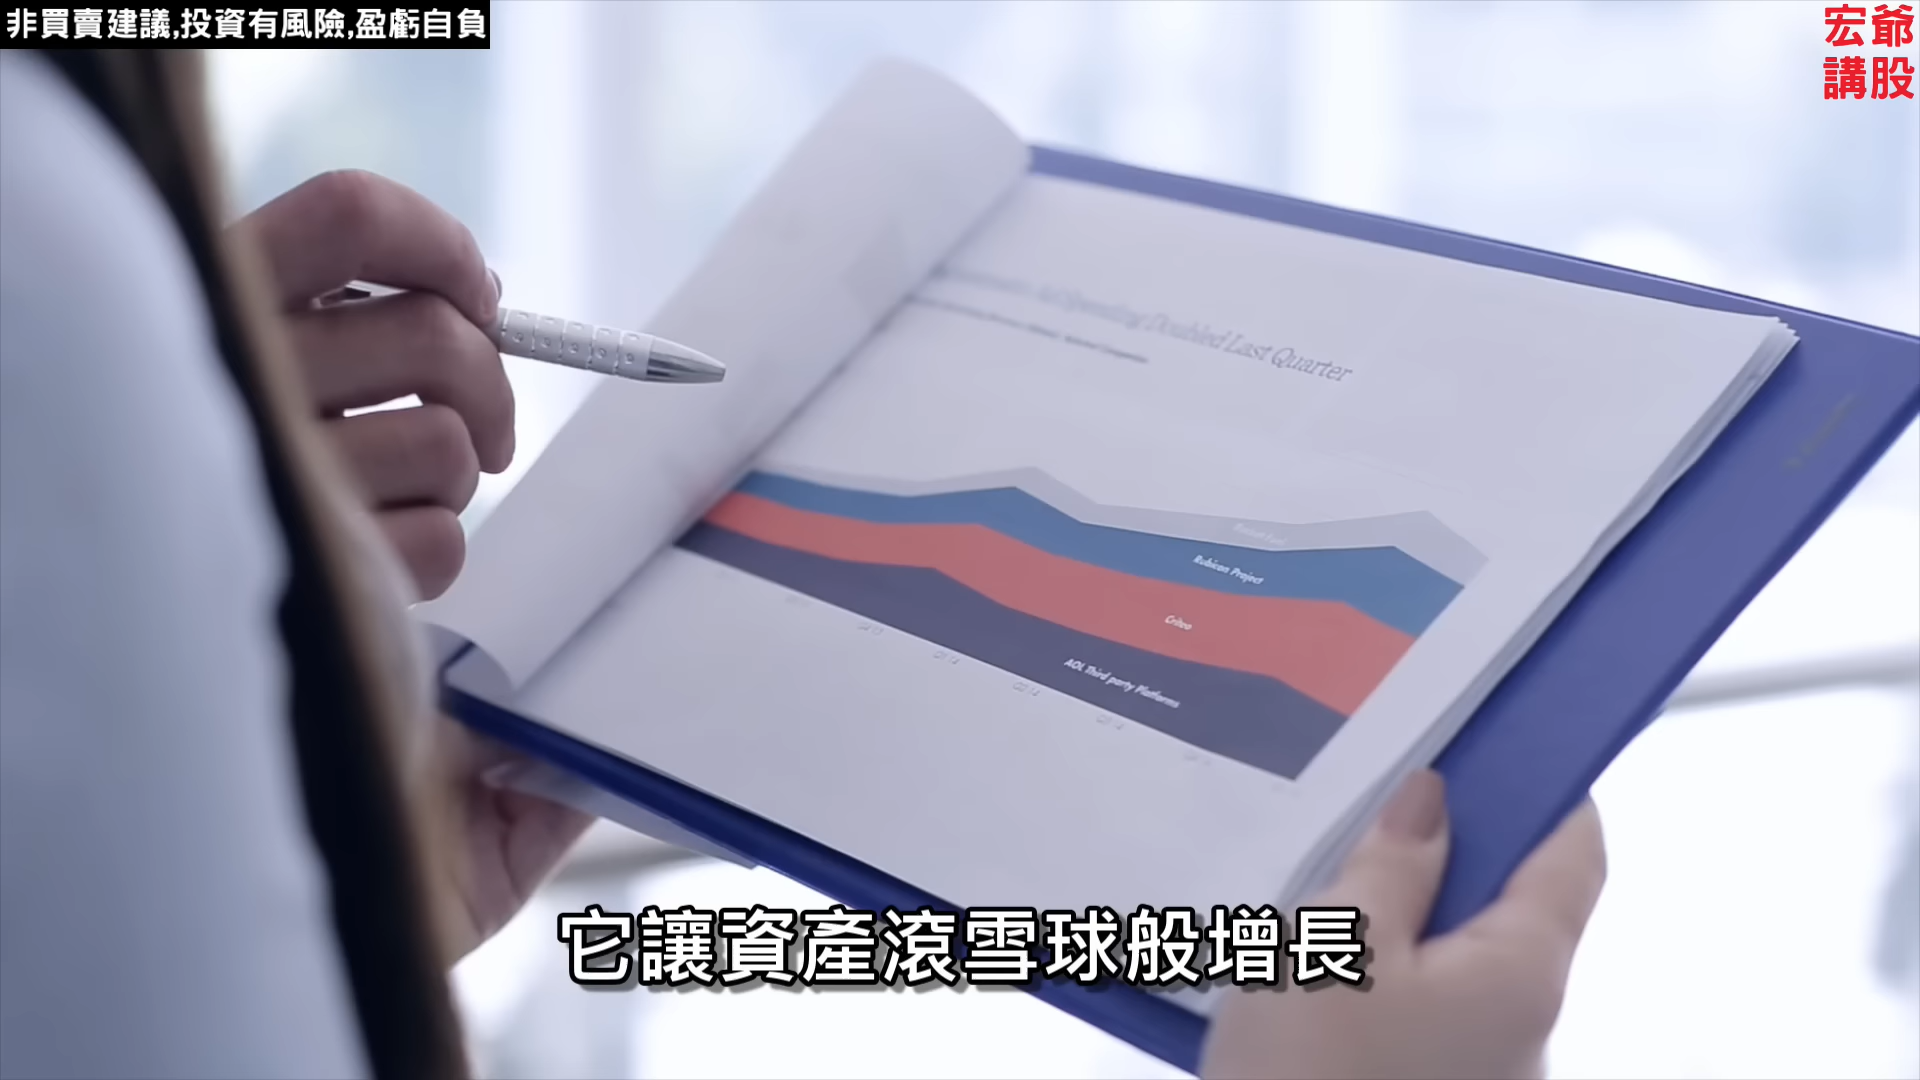 非買賣建議,投資有風險,盈虧自負
宏爺
講股
Ad Spending Doubled Last Quarter
Rubicon Project
Criteo
AOL Third party Platforms
它讓資產滾雪球般增長